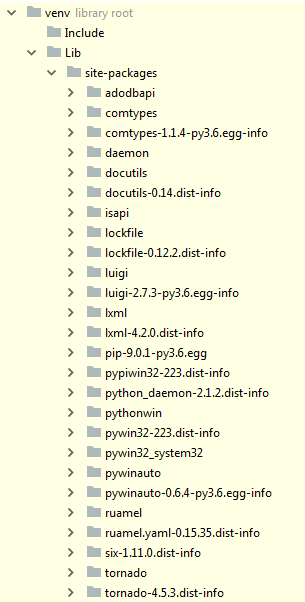 venv library root
Include
Lib
site-packages
adodbapi
comtypes
comtypes-1.1.4-py3.6.egg-info
daemon
docutils
docutils-0.14.dist-info
isapi
lockfile
lockfile-0.12.2.dist-info
luigi
luigi-2.7.3-py3.6.egg-info
lxml
lxml-4.2.0.dist-info
pip-9.0.1-py3.6.egg
pypiwin32-223.dist-info
python_daemon-2.1.2.dist-info
pythonwin
pywin32-223.dist-info
pywin32_system32
pywinauto
pywinauto-0.6.4-py3.6.egg-info
ruamel
ruamel.yaml-0.15.35.dist-info
six-1.11.0.dist-info
tornado
tornado-4.5.3.dist-info